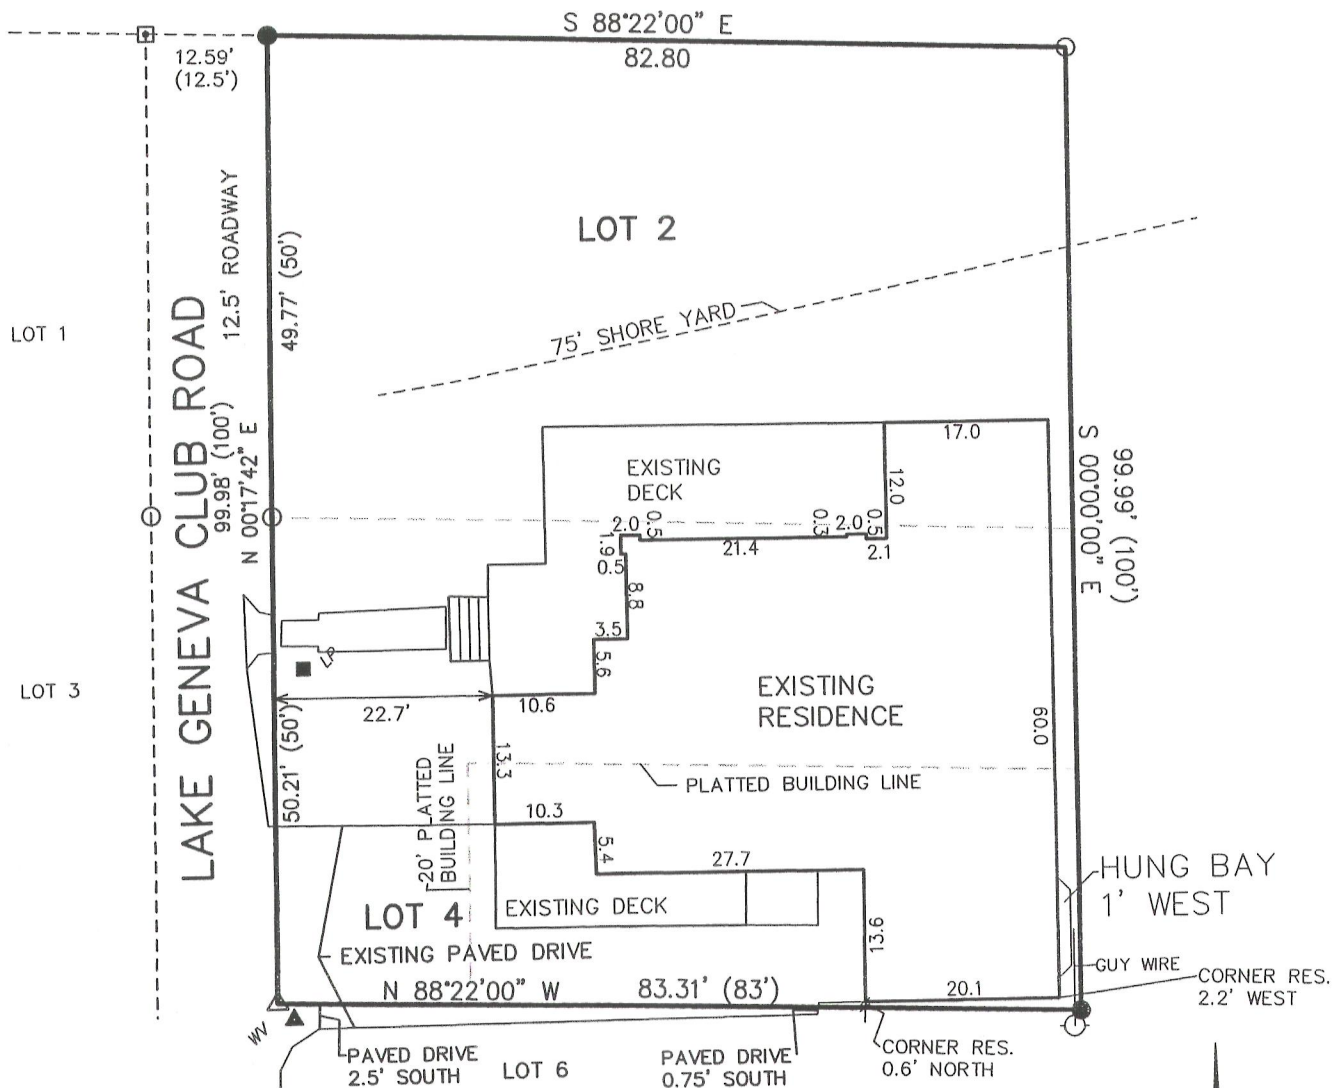 S 88°22'00" E
82.80
12.59'
(12.5')
12.5' ROADWAY
49.77' (50')
LOT 2
LOT 1
75' SHORE YARD
LAKE GENEVA CLUB ROAD
99.98' (100')
N 00°17'42" E
17.0
EXISTING
DECK
12.0
S 00°00'00" E
99.99' (100')
2.0
0.5
0.3
2.0
0.5
1.9
21.4
2.1
0.5
8.8
3.5
5.6
LP
LOT 3
EXISTING
RESIDENCE
22.7'
10.6
60.0
50.21' (50')
13.3
20' PLATTED
BUILDING LINE
PLATTED BUILDING LINE
10.3
5.4
27.7
HUNG BAY
1' WEST
LOT 4
EXISTING DECK
13.6
EXISTING PAVED DRIVE
GUY WIRE
N 88°22'00" W
83.31' (83')
20.1
CORNER RES.
2.2' WEST
WV
PAVED DRIVE
2.5' SOUTH
LOT 6
PAVED DRIVE
0.75' SOUTH
CORNER RES.
0.6' NORTH